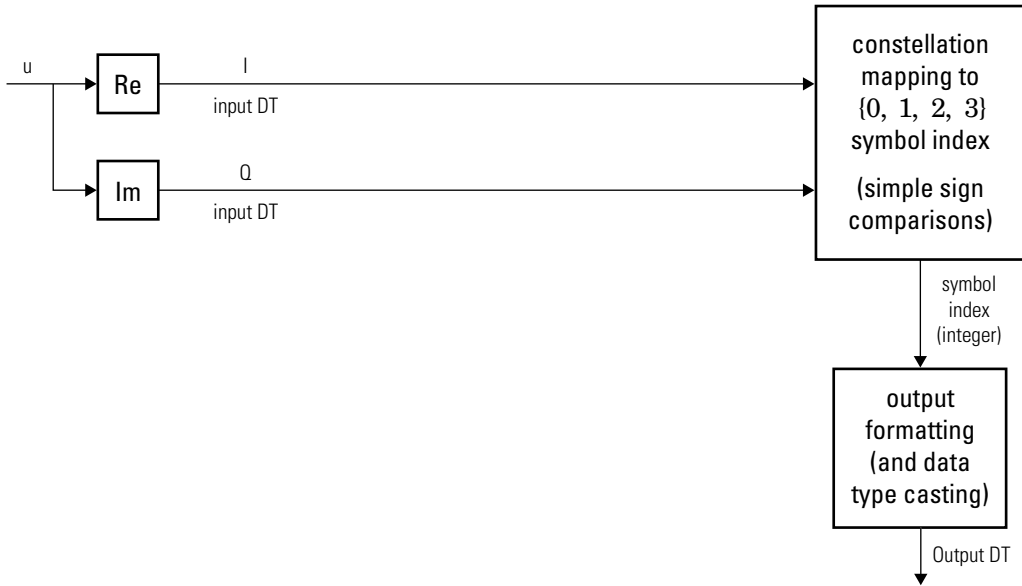 u
Re
I
input DT
Im
Q
input DT
constellation
mapping to
{0, 1, 2, 3}
symbol index
(simple sign
comparisons)
symbol
index
(integer)
output
formatting
(and data
type casting)
Output DT